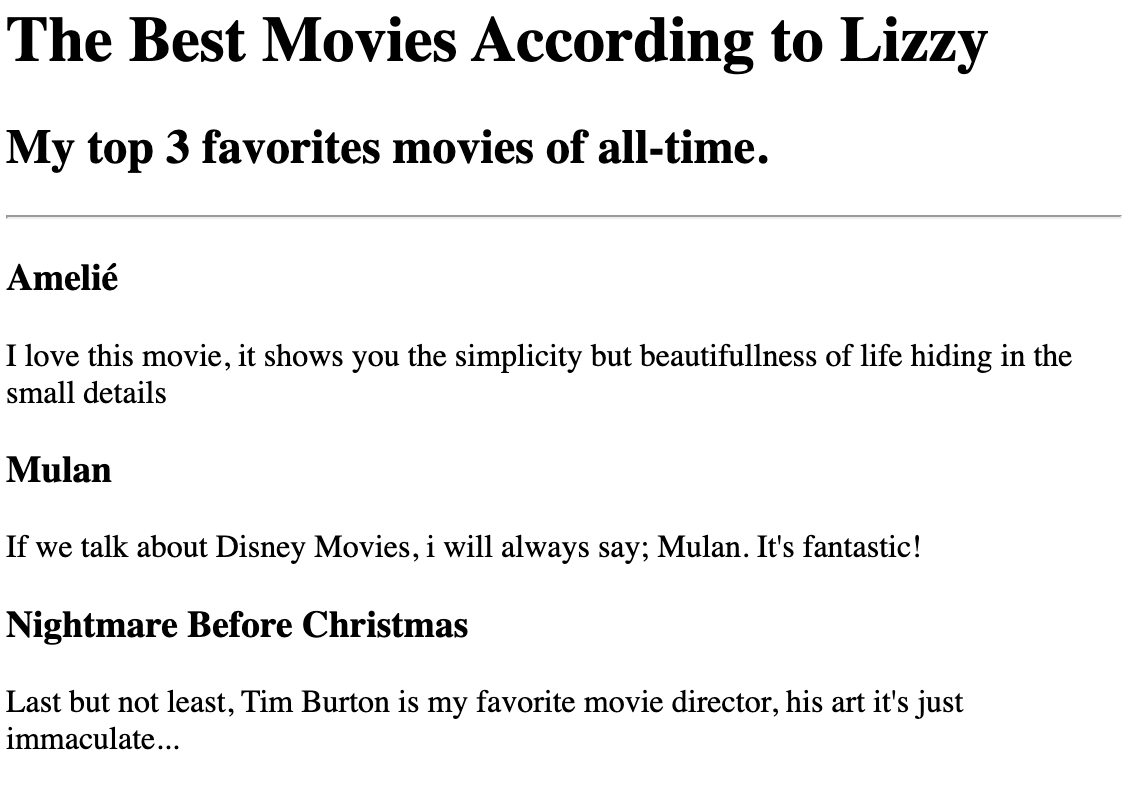 The Best Movies According to Lizzy
My top 3 favorites movies of all-time.
Amelié
I love this movie, it shows you the simplicity but beautifullness of life hiding in the
small details
Mulan
If we talk about Disney Movies, i will always say; Mulan. It's fantastic!
Nightmare Before Christmas
Last but not least, Tim Burton is my favorite movie director, his art it's just
immaculate...